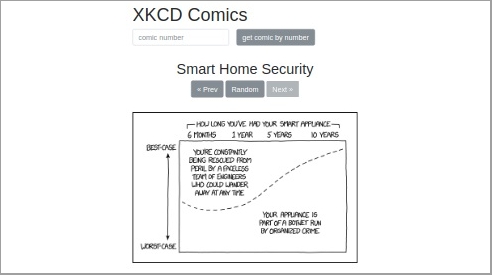 XKCD Comics
comic number
get comic by number
Smart Home Security
« Prev
Random
Next »
HOW LONG YOU'VE HAD YOUR SMART APPLIANCE
6 MONTHS 1 YEAR 5 YEARS 10 YEARS
BEST-CASE
YOU'RE CONSTANTLY
BEING RESCUED FROM
PERIL BY A FACELESS
TEAM OF ENGINEERS
WHO COULD WANDER
AWAY AT ANY TIME
YOUR APPLIANCE IS
PART OF A BOTNET RUN
BY ORGANIZED CRIME
WORST-CASE